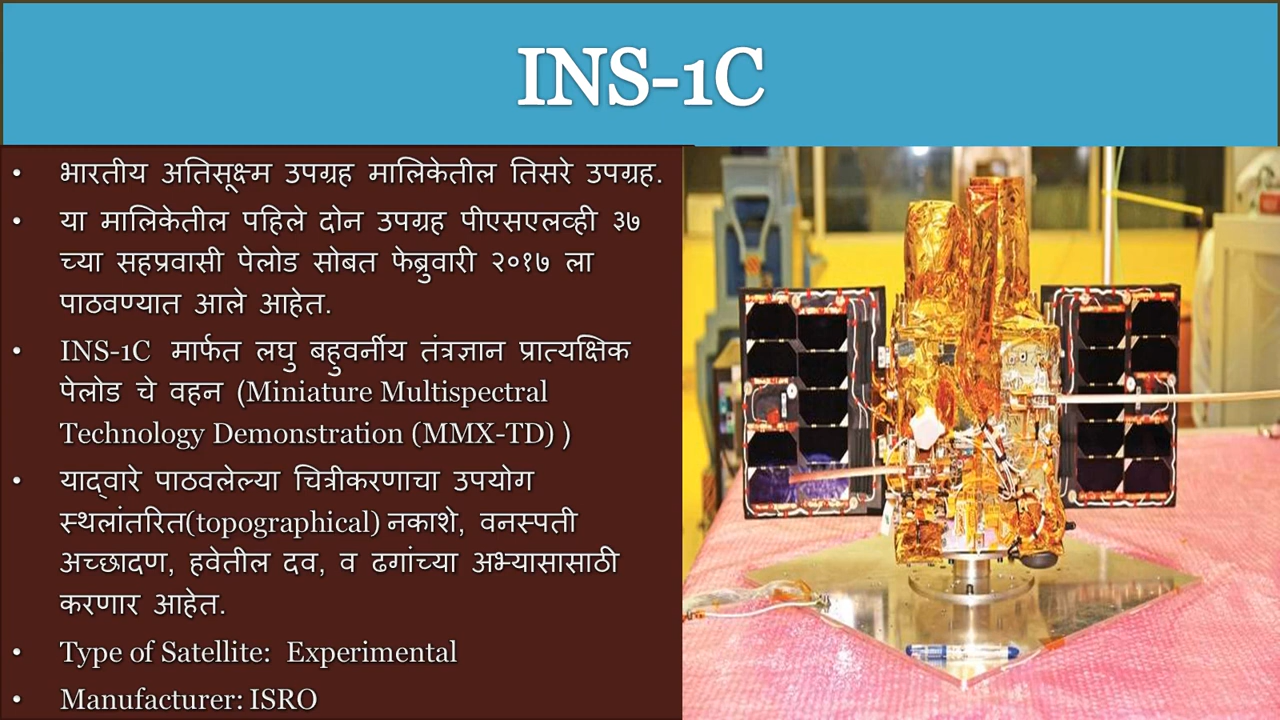 INS-1C
• भारतीय अतिसूक्ष्म उपग्रह मालिकेतील तिसरे उपग्रह.
• या मालिकेतील पहिले दोन उपग्रह पीएसएलव्ही ३७
च्या सहप्रवासी पेलोड सोबत फेब्रुवारी २०१७ ला
पाठवण्यात आले आहेत.
• INS-1C मार्फत लघु बहुवर्नीय तंत्रज्ञान प्रात्यक्षिक
पेलोड चे वहन (Miniature Multispectral
Technology Demonstration (MMX-TD) )
• याद्वारे पाठवलेल्या चित्रीकरणाचा उपयोग
स्थलांतरित(topographical) नकाशे, वनस्पती
अच्छादण, हवेतील दव, व ढगांच्या अभ्यासासाठी
करणार आहेत.
• Type of Satellite: Experimental
• Manufacturer: ISRO